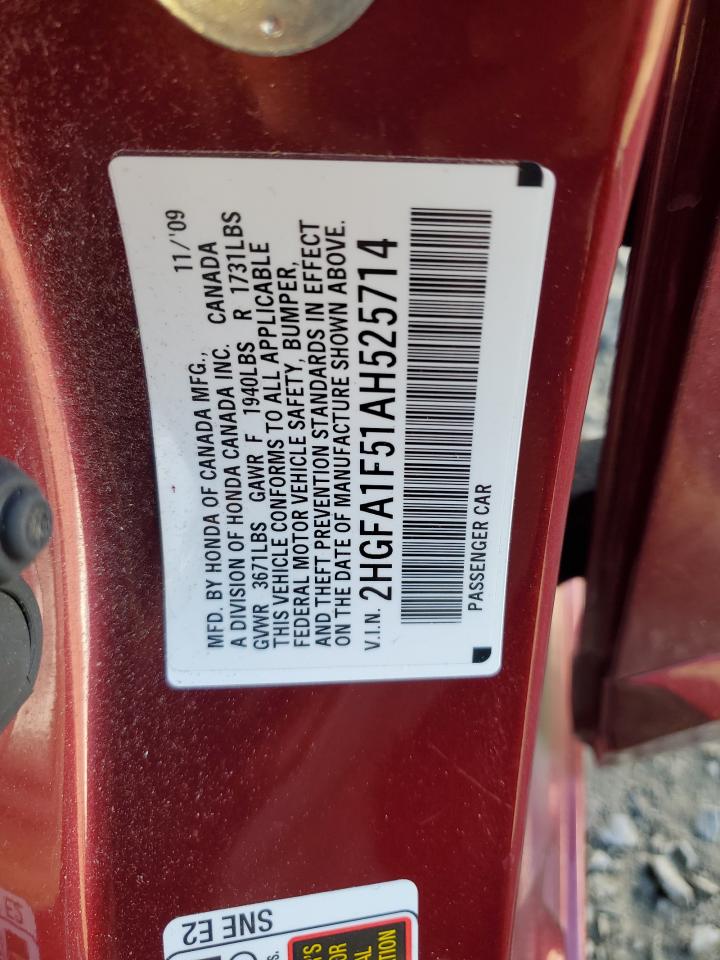 11/'09
MFD. BY HONDA OF CANADA MFG.,
A DIVISION OF HONDA CANADA INC. CANADA
GVWR 3671LBS GAWR F 1940LBS R 1731LBS
THIS VEHICLE CONFORMS TO ALL APPLICABLE
FEDERAL MOTOR VEHICLE SAFETY, BUMPER,
AND THEFT PREVENTION STANDARDS IN EFFECT
ON THE DATE OF MANUFACTURE SHOWN ABOVE.
V.I.N. 2HGFA1F51AH525714
PASSENGER CAR
SNE E2